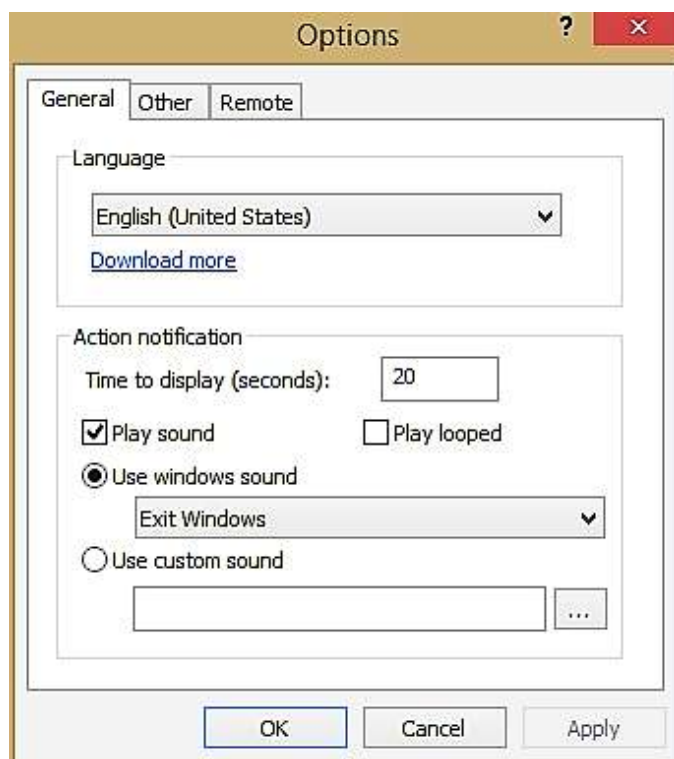 Options ?
General Other Remote
Language
English (United States)
Download more
Action notification
Time to display (seconds): 20
Play sound Play looped
Use windows sound
Exit Windows
Use custom sound
...
OK Cancel Apply